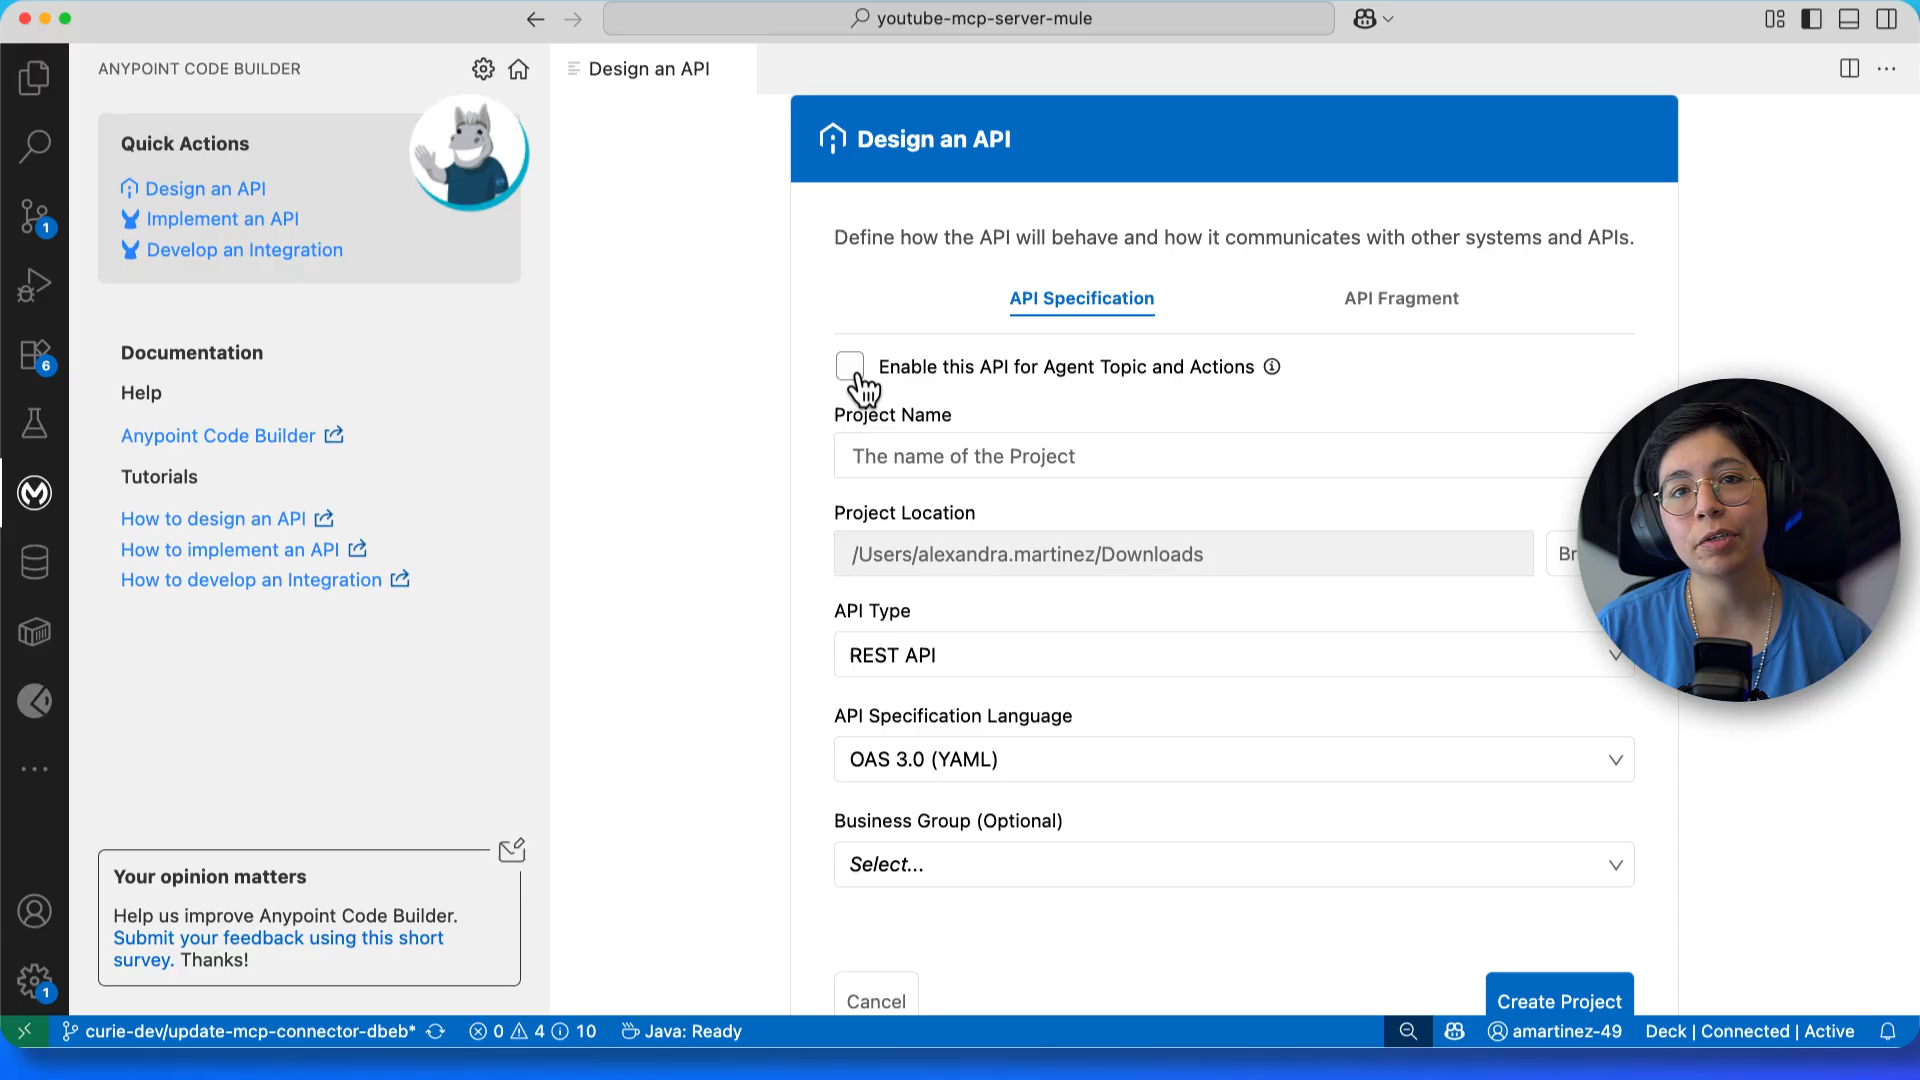 youtube-mcp-server-mule
ANYPOINT CODE BUILDER
Quick Actions
Design an API
Implement an API
Develop an Integration
Documentation
Help
Anypoint Code Builder
Tutorials
How to design an API
How to implement an API
How to develop an Integration
Your opinion matters
Help us improve Anypoint Code Builder.
Submit your feedback using this short
survey. Thanks!
1
6
1
Design an API
Design an API
Define how the API will behave and how it communicates with other systems and APIs.
API Specification
API Fragment
Enable this API for Agent Topic and Actions
Project Name
The name of the Project
Project Location
/Users/alexandra.martinez/Downloads
Br
API Type
REST API
API Specification Language
OAS 3.0 (YAML)
Business Group (Optional)
Select...
Cancel
Create Project
curie-dev/update-mcp-connector-dbeb* 0 4 10 Java: Ready
amartinez-49 Deck | Connected | Active